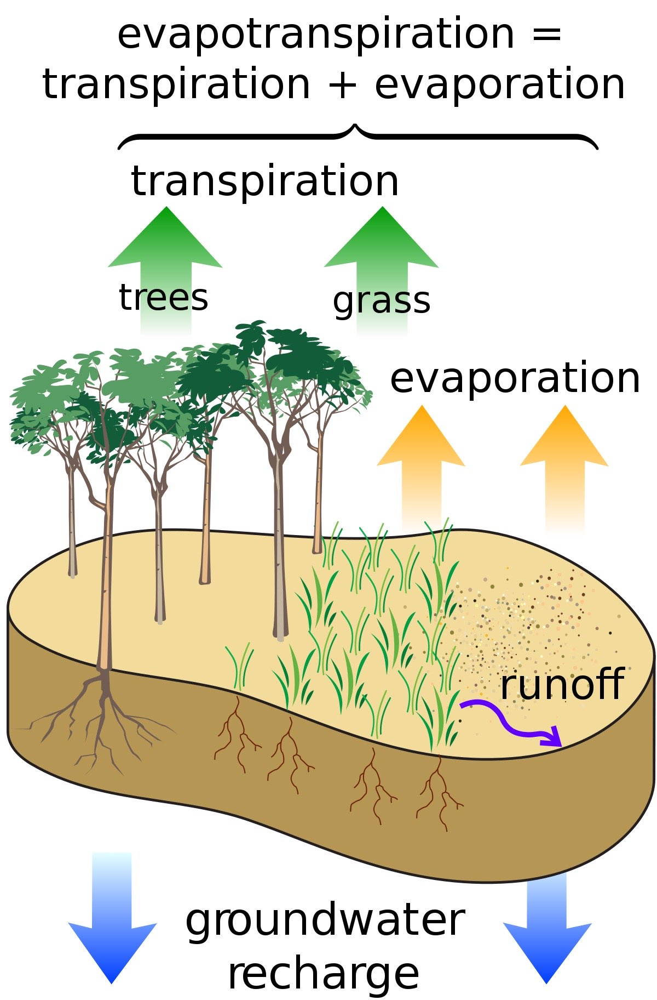 evapotranspiration =
transpiration + evaporation
transpiration
trees
grass
evaporation
runoff
groundwater
recharge